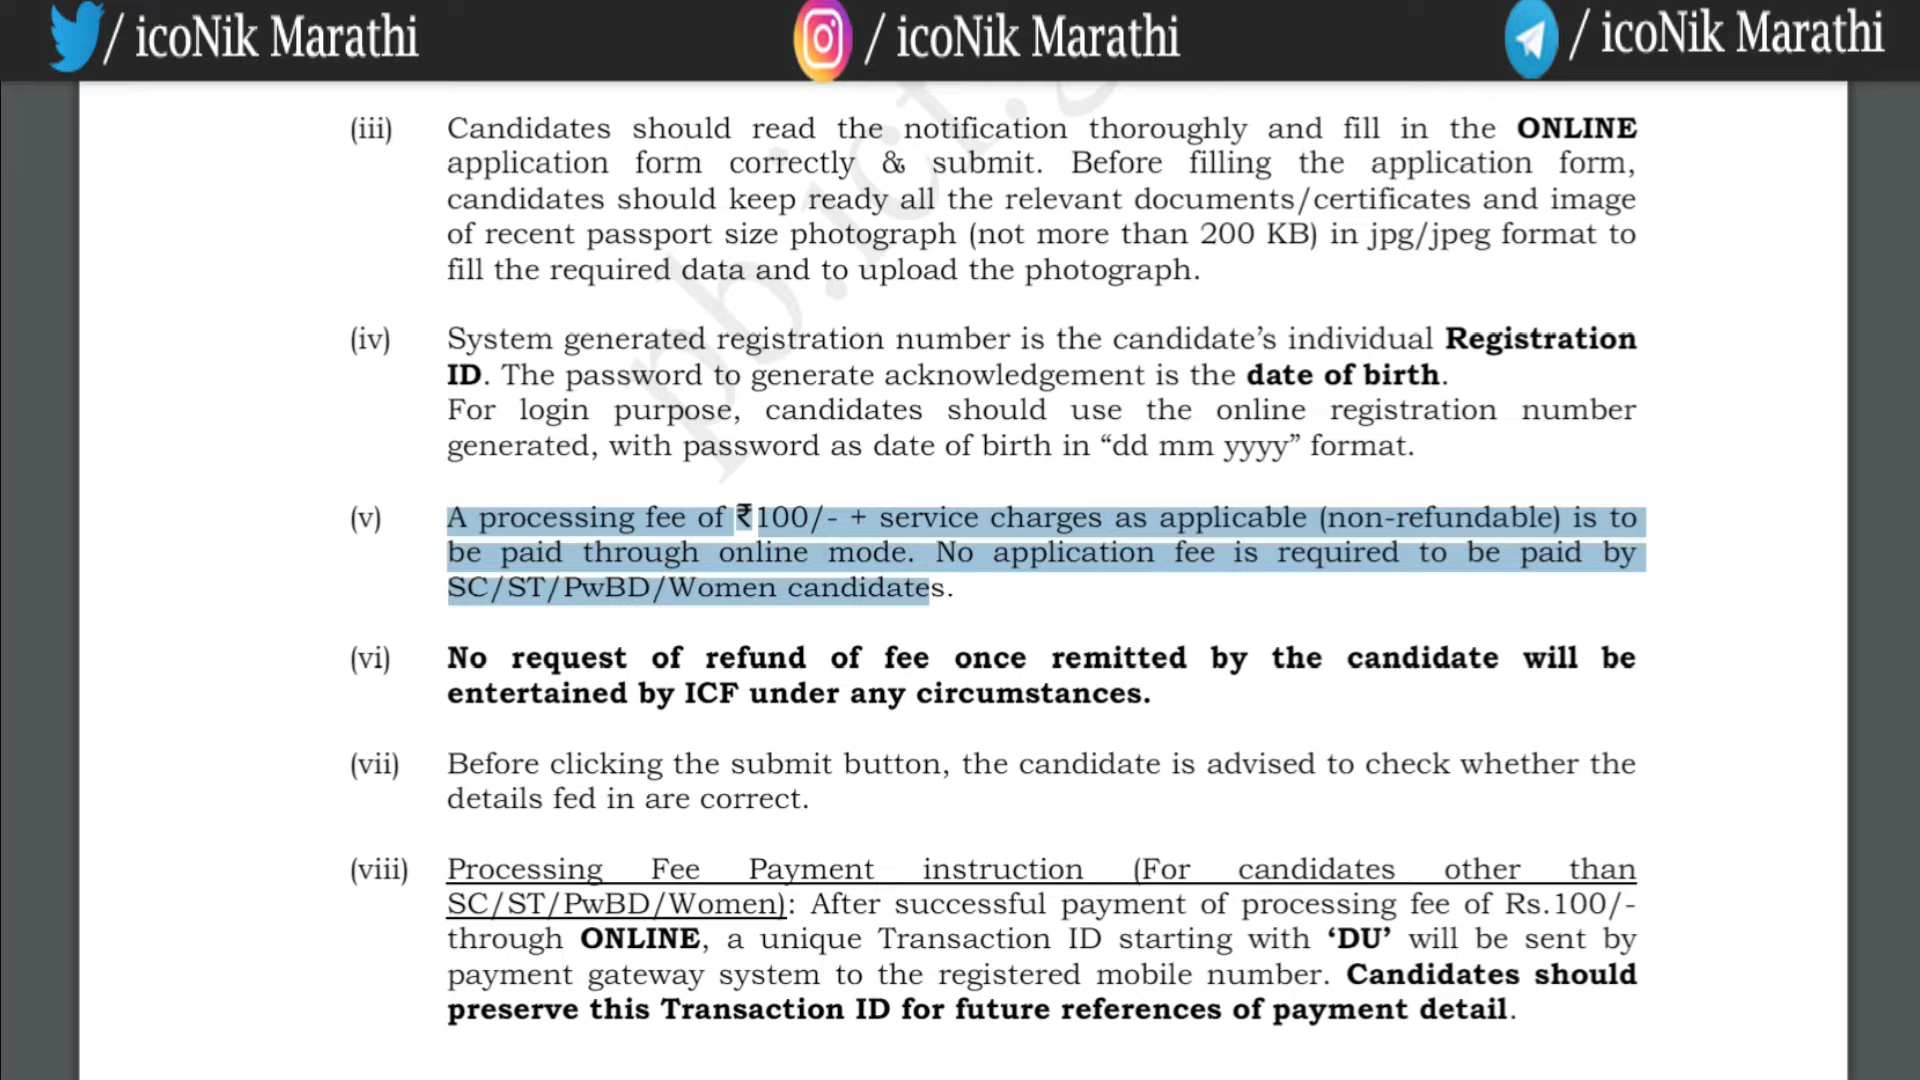 / icoNik Marathi
/ icoNik Marathi
/ icoNik Marathi
(iii) Candidates should read the notification thoroughly and fill in the ONLINE
application form correctly & submit. Before filling the application form,
candidates should keep ready all the relevant documents/certificates and image
of recent passport size photograph (not more than 200 KB) in jpg/jpeg format to
fill the required data and to upload the photograph.
(iv) System generated registration number is the candidate’s individual Registration
ID. The password to generate acknowledgement is the date of birth.
For login purpose, candidates should use the online registration number
generated, with password as date of birth in “dd mm yyyy” format.
(v) A processing fee of ₹100/- + service charges as applicable (non-refundable) is to
be paid through online mode. No application fee is required to be paid by
SC/ST/PwBD/Women candidates.
(vi) No request of refund of fee once remitted by the candidate will be
entertained by ICF under any circumstances.
(vii) Before clicking the submit button, the candidate is advised to check whether the
details fed in are correct.
(viii) Processing Fee Payment instruction (For candidates other than
SC/ST/PwBD/Women): After successful payment of processing fee of Rs.100/-
through ONLINE, a unique Transaction ID starting with ‘DU’ will be sent by
payment gateway system to the registered mobile number. Candidates should
preserve this Transaction ID for future references of payment detail.